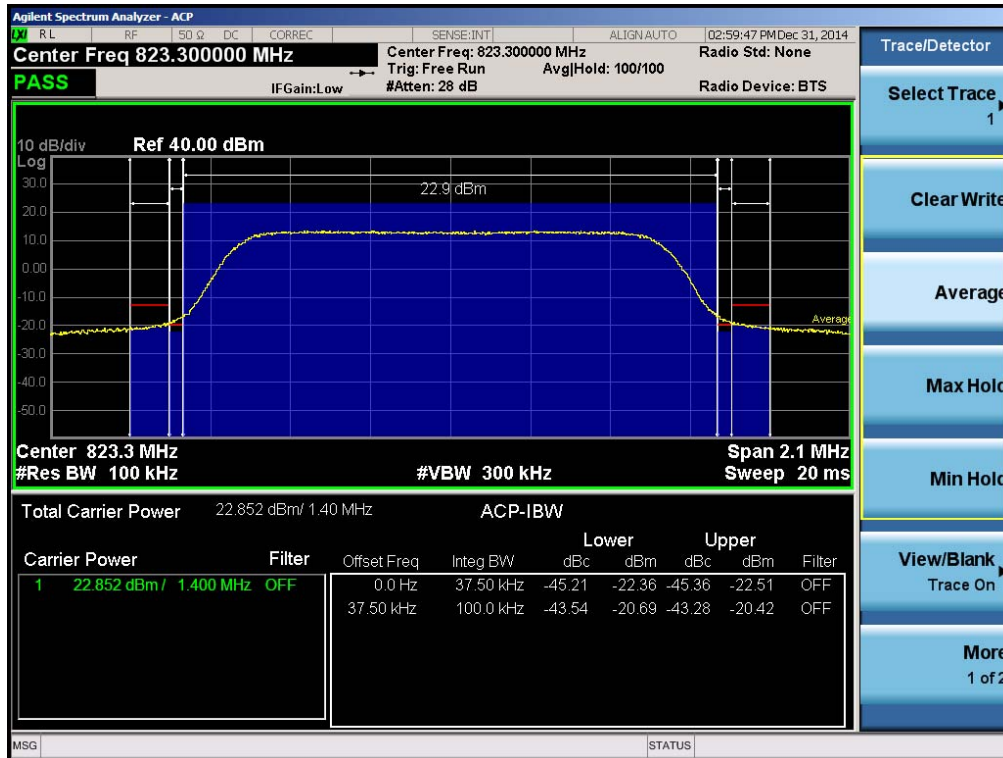 Agilent Spectrum Analyzer - ACP
LXI RL RF 50 Ω DC CORREC SENSE:INT ALIGN AUTO 02:59:47 PM Dec 31, 2014
Center Freq 823.300000 MHz
Center Freq: 823.300000 MHz Radio Std: None
Trig: Free Run Avg|Hold: 100/100
PASS IFGain:Low #Atten: 28 dB Radio Device: BTS
10 dB/div Ref 40.00 dBm
Log
30.0
22.9 dBm
20.0
10.0
0.00
-10.0
Average
-20.0
-30.0
-40.0
-50.0
Center 823.3 MHz Span 2.1 MHz
#Res BW 100 kHz #VBW 300 kHz Sweep 20 ms
Total Carrier Power 22.852 dBm/ 1.40 MHz ACP-IBW
Lower Upper
Carrier Power Filter Offset Freq Integ BW dBc dBm dBc dBm Filter
1 22.852 dBm / 1.400 MHz OFF 0.0 Hz 37.50 kHz -45.21 -22.36 -45.36 -22.51 OFF
37.50 kHz 100.0 kHz -43.54 -20.69 -43.28 -20.42 OFF
MSG STATUS
Trace/Detector
Select Trace
1
Clear Write
Average
Max Hold
Min Hold
View/Blank
Trace On
More
1 of 2